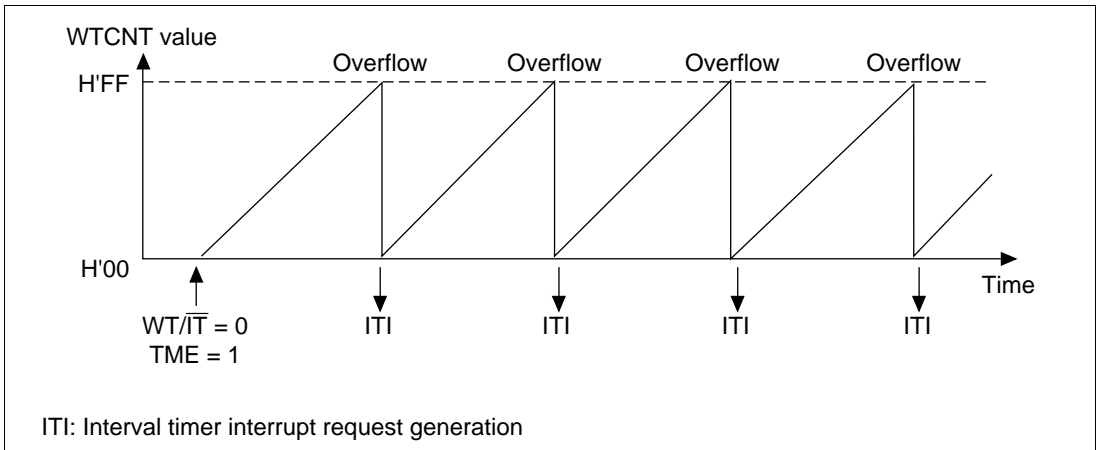 WTCNT value
Overflow Overflow Overflow Overflow
H'FF
H'00
Time
WT/I̅T̅ = 0
TME = 1
ITI ITI ITI ITI
ITI: Interval timer interrupt request generation